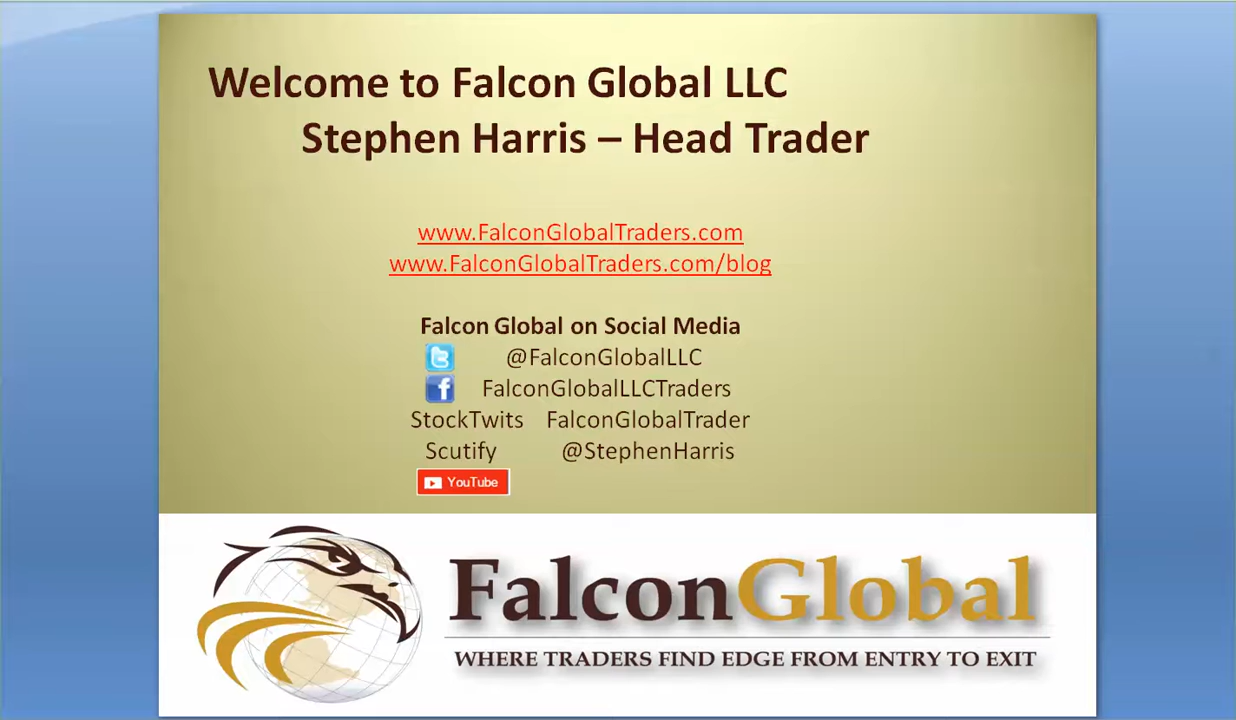 Welcome to Falcon Global LLC
Stephen Harris – Head Trader
www.FalconGlobalTraders.com
www.FalconGlobalTraders.com/blog
Falcon Global on Social Media
@FalconGlobalLLC
FalconGlobalLLCTraders
StockTwits FalconGlobalTrader
Scutify @StephenHarris
YouTube
FalconGlobal
WHERE TRADERS FIND EDGE FROM ENTRY TO EXIT